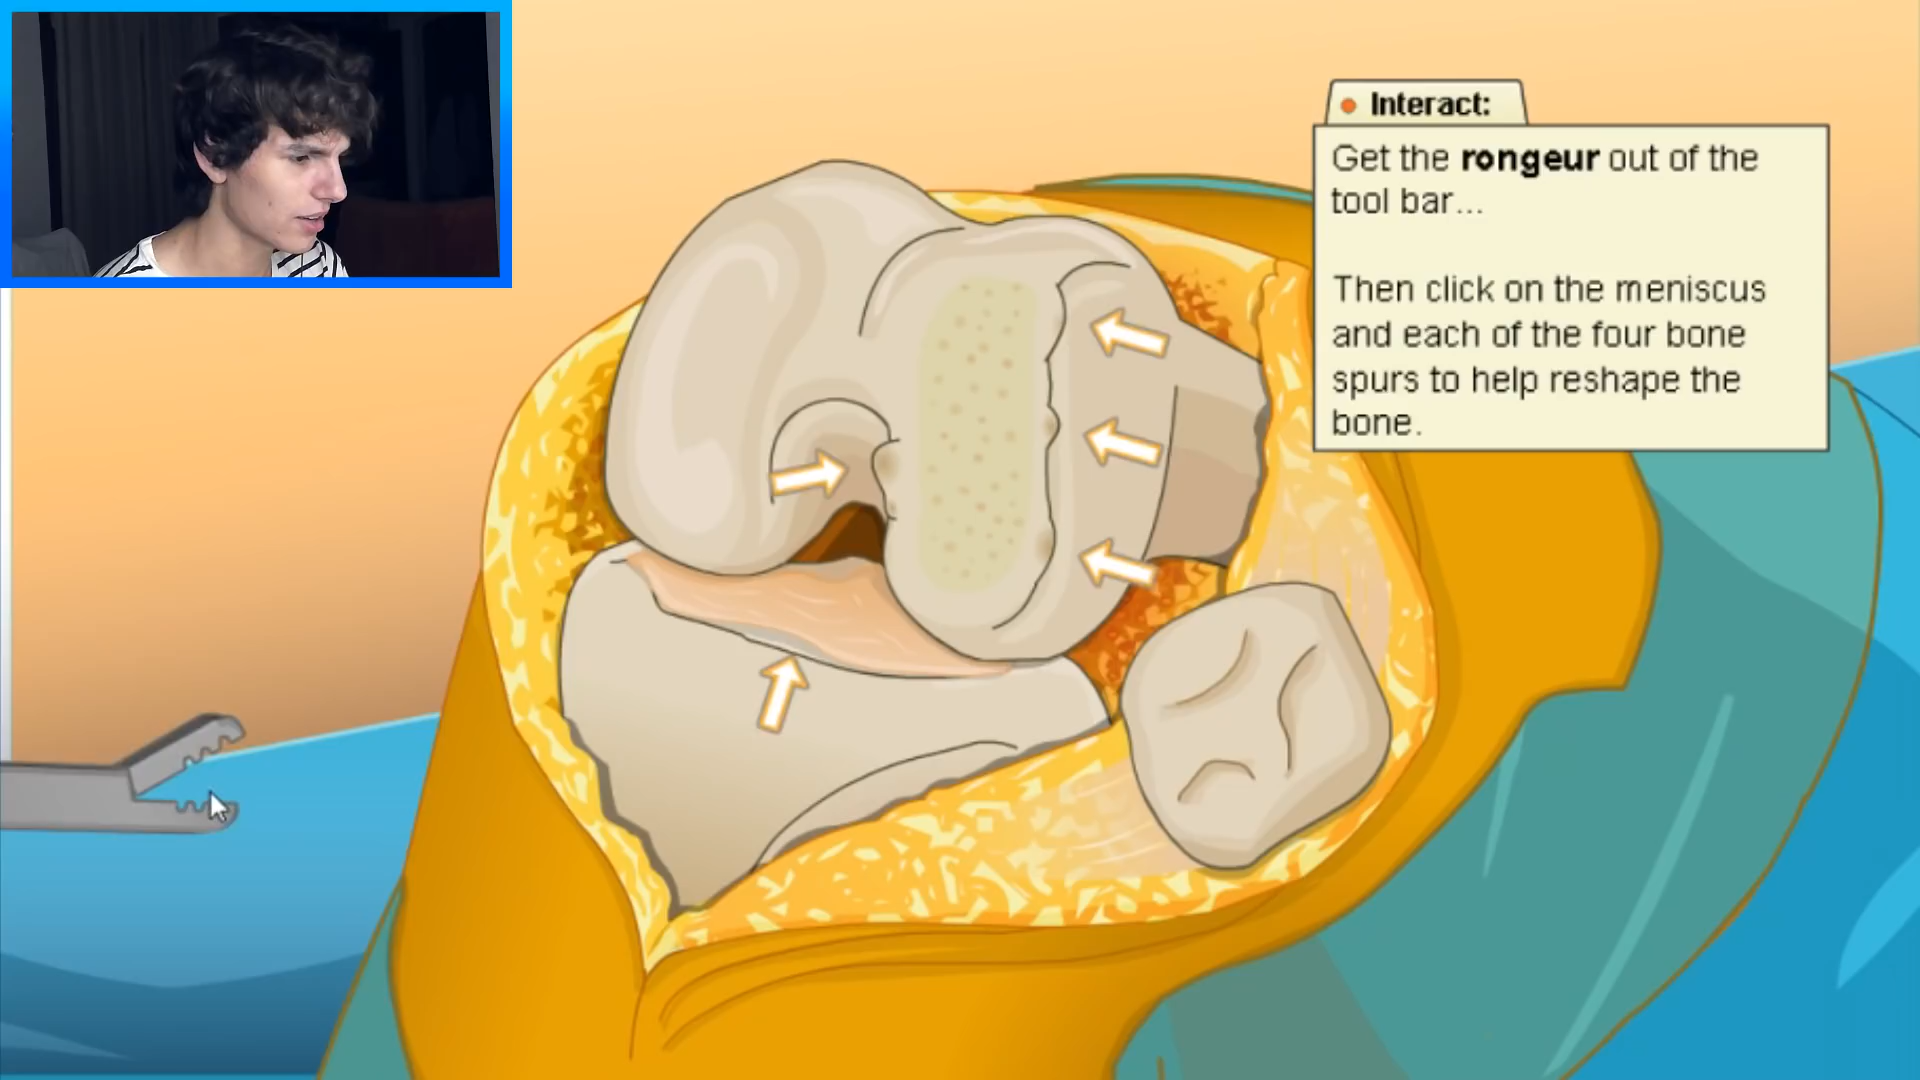 Interact:
Get the rongeur out of the
tool bar...
Then click on the meniscus
and each of the four bone
spurs to help reshape the
bone.